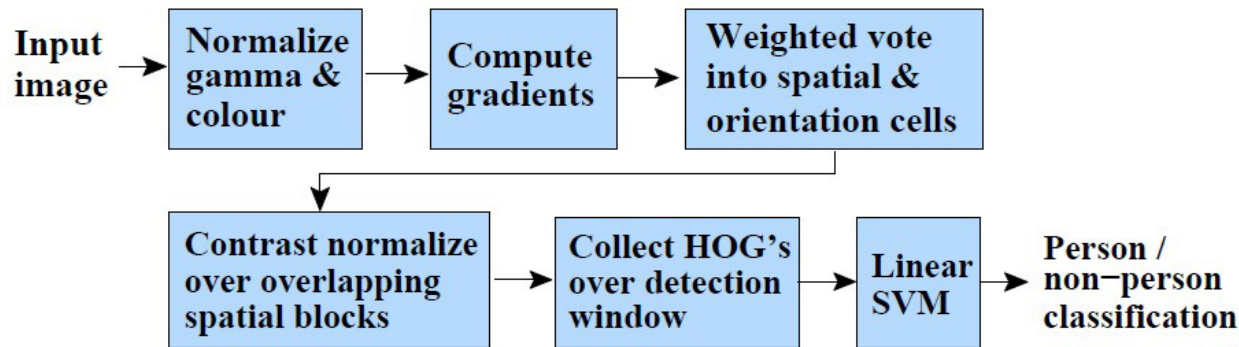 Input
image
Normalize
gamma &
colour
Compute
gradients
Weighted vote
into spatial &
orientation cells
Contrast normalize
over overlapping
spatial blocks
Collect HOG’s
over detection
window
Linear
SVM
Person /
non−person
classification